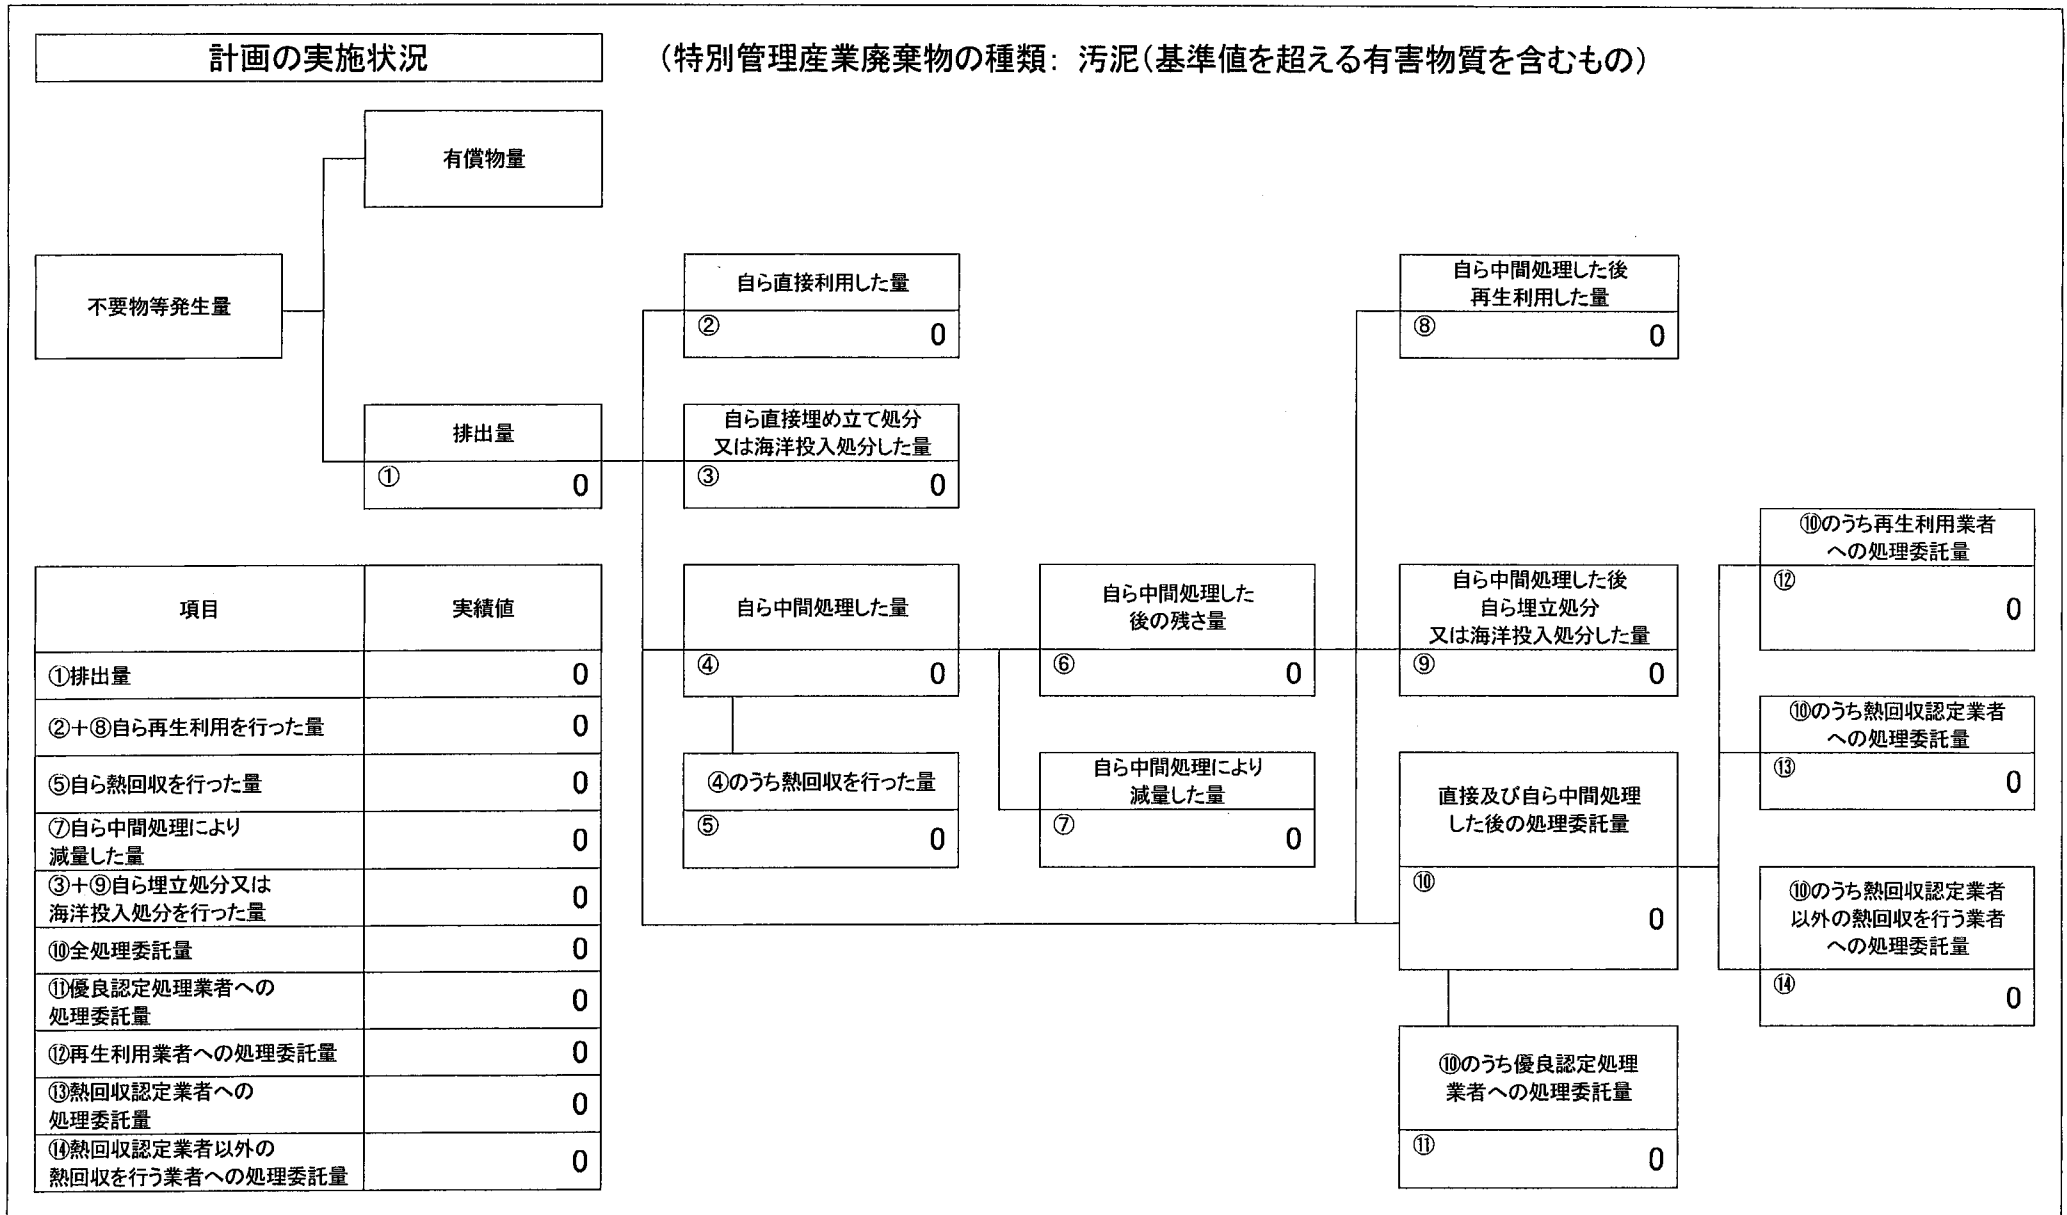 計画の実施状況
(特別管理産業廃棄物の種類: 汚泥(基準値を超える有害物質を含むもの)
有償物量
不要物等発生量
排出量
① 0
自ら直接利用した量
② 0
自ら直接埋め立て処分
又は海洋投入処分した量
③ 0
自ら中間処理した量
④ 0
④のうち熱回収を行った量
⑤ 0
自ら中間処理した
後の残さ量
⑥ 0
自ら中間処理により
減量した量
⑦ 0
自ら中間処理した後
再生利用した量
⑧ 0
自ら中間処理した後
自ら埋立処分
又は海洋投入処分した量
⑨ 0
直接及び自ら中間処理
した後の処理委託量
⑩
0
⑩のうち優良認定処理
業者への処理委託量
⑪ 0
⑩のうち再生利用業者
への処理委託量
⑫
0
⑩のうち熱回収認定業者
への処理委託量
⑬ 0
⑩のうち熱回収認定業者
以外の熱回収を行う業者
への処理委託量
⑭ 0
項目 実績値
①排出量 0
②+⑧自ら再生利用を行った量 0
⑤自ら熱回収を行った量 0
⑦自ら中間処理により
減量した量 0
③+⑨自ら埋立処分又は
海洋投入処分を行った量 0
⑩全処理委託量 0
⑪優良認定処理業者への
処理委託量 0
⑫再生利用業者への処理委託量 0
⑬熱回収認定業者への
処理委託量 0
⑭熱回収認定業者以外の
熱回収を行う業者への処理委託量 0